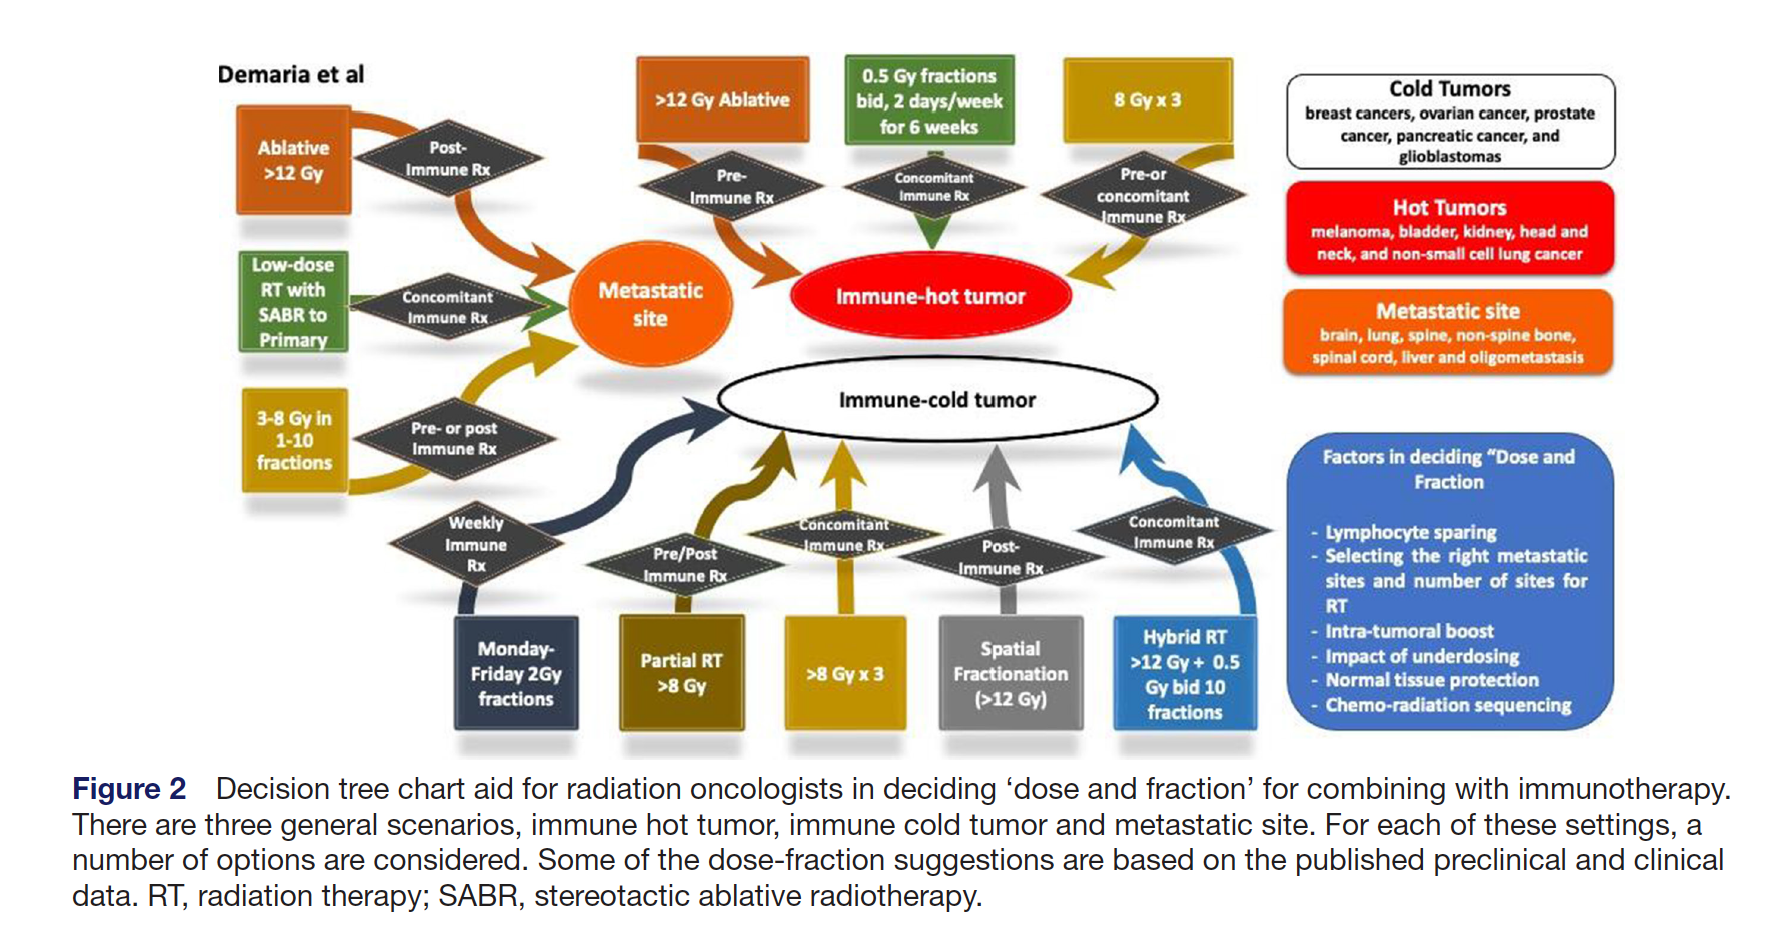 Demaria et al
Ablative
>12 Gy
Post-
Immune Rx
Low-dose
RT with
SABR to
Primary
Concomitant
Immune Rx
3-8 Gy in
1-10
fractions
Pre- or post
Immune Rx
Metastatic
site
>12 Gy Ablative
Pre-
Immune Rx
0.5 Gy fractions
bid, 2 days/week
for 6 weeks
Concomitant
Immune Rx
8 Gy x 3
Pre-or
concomitant
Immune Rx
Immune-hot tumor
Immune-cold tumor
Weekly
Immune
Rx
Monday-
Friday 2Gy
fractions
Pre/Post
Immune Rx
Partial RT
>8 Gy
Concomitant
Immune Rx
>8 Gy x 3
Post-
Immune Rx
Spatial
Fractionation
(>12 Gy)
Concomitant
Immune Rx
Hybrid RT
>12 Gy + 0.5
Gy bid 10
fractions
Cold Tumors
breast cancers, ovarian cancer, prostate
cancer, pancreatic cancer, and
glioblastomas
Hot Tumors
melanoma, bladder, kidney, head and
neck, and non-small cell lung cancer
Metastatic site
brain, lung, spine, non-spine bone,
spinal cord, liver and oligometastasis
Factors in deciding “Dose and
Fraction
- Lymphocyte sparing
- Selecting the right metastatic
sites and number of sites for
RT
- Intra-tumoral boost
- Impact of underdosing
- Normal tissue protection
- Chemo-radiation sequencing
Figure 2 Decision tree chart aid for radiation oncologists in deciding ‘dose and fraction’ for combining with immunotherapy.
There are three general scenarios, immune hot tumor, immune cold tumor and metastatic site. For each of these settings, a
number of options are considered. Some of the dose-fraction suggestions are based on the published preclinical and clinical
data. RT, radiation therapy; SABR, stereotactic ablative radiotherapy.